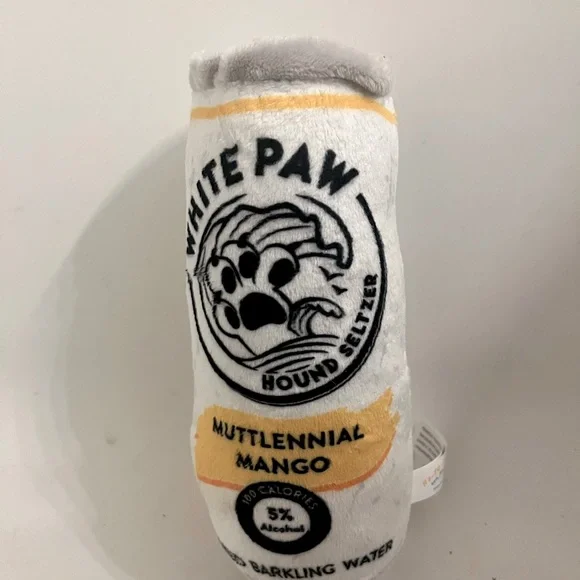 WHITE PAW
HOUND SELTZER
MUTTLENNIAL
MANGO
100 CALORIES
5%
Alcohol
BARKLING WATER